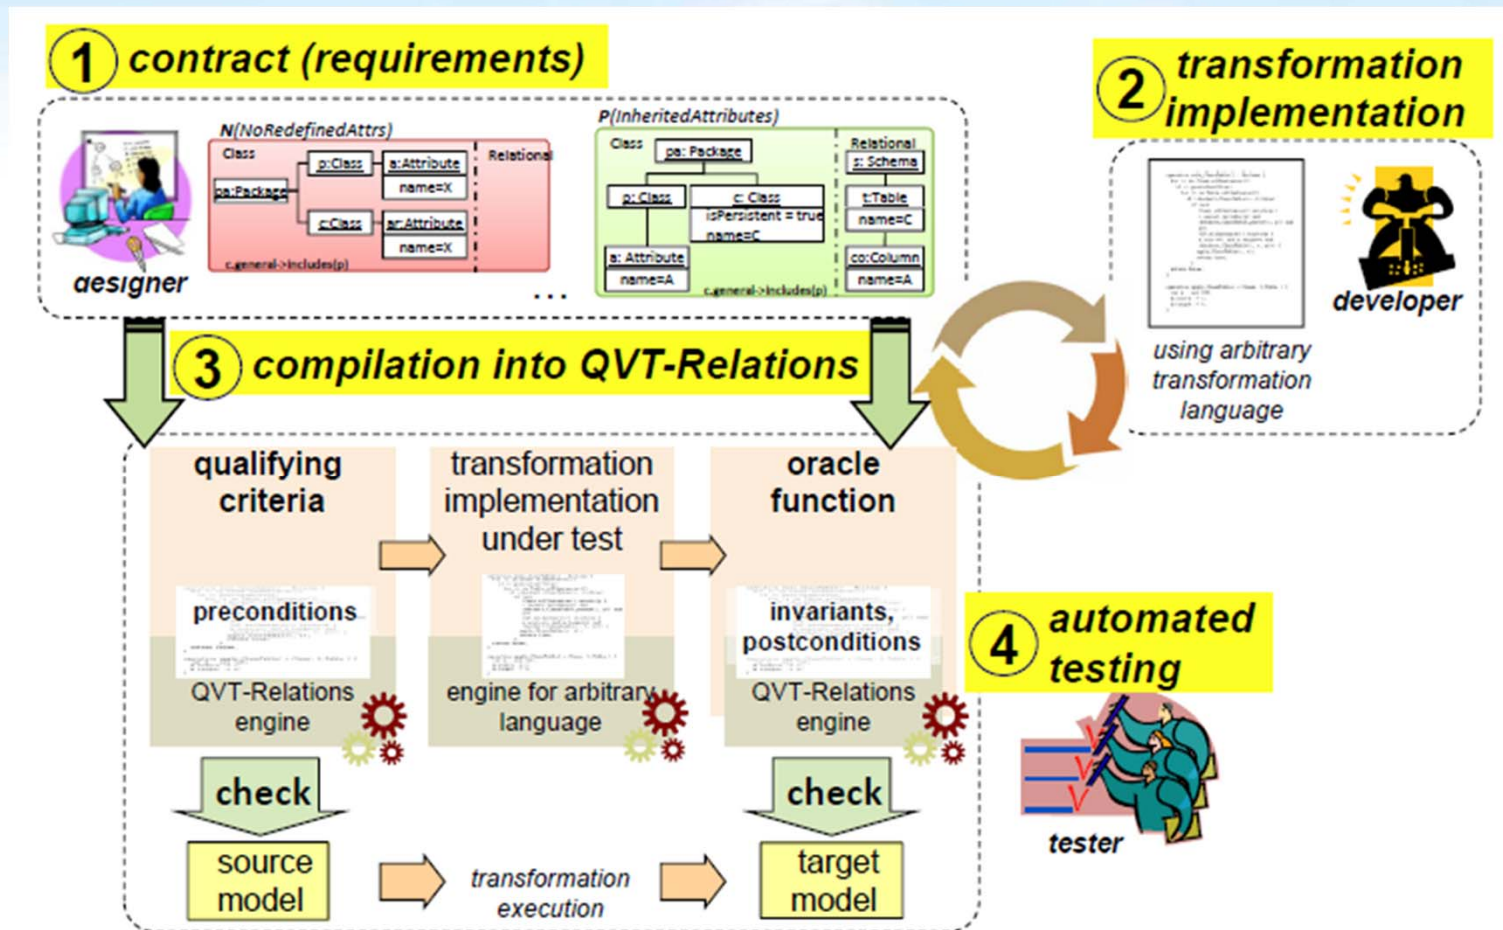 1 contract (requirements)
2 transformation
implementation
N(NoRedefinedAttrs)
Class
Relational
p:Class
a:Attribute
name=X
pa:Package
c:Class
ar:Attribute
name=X
c.general->includes(p)
designer
...
P(InheritedAttributes)
Class
pa: Package
Relational
s: Schema
p: Class
c: Class
isPersistent = true
name=C
t:Table
name=C
a: Attribute
name=A
co:Column
name=A
c.general->includes(p)
developer
using arbitrary
transformation
language
3 compilation into QVT-Relations
qualifying
criteria
transformation
implementation
under test
oracle
function
preconditions
invariants,
postconditions
QVT-Relations
engine
engine for arbitrary
language
QVT-Relations
engine
4 automated
testing
check
check
tester
source
model
transformation
execution
target
model